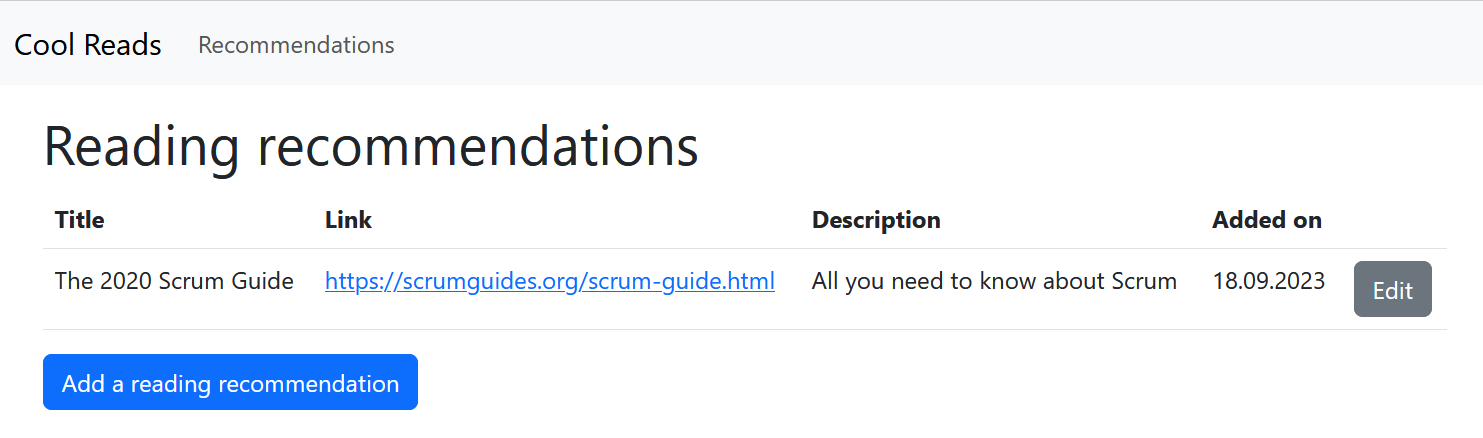 Cool Reads Recommendations
Reading recommendations
Title Link Description Added on
The 2020 Scrum Guide https://scrumguides.org/scrum-guide.html All you need to know about Scrum 18.09.2023 Edit
Add a reading recommendation